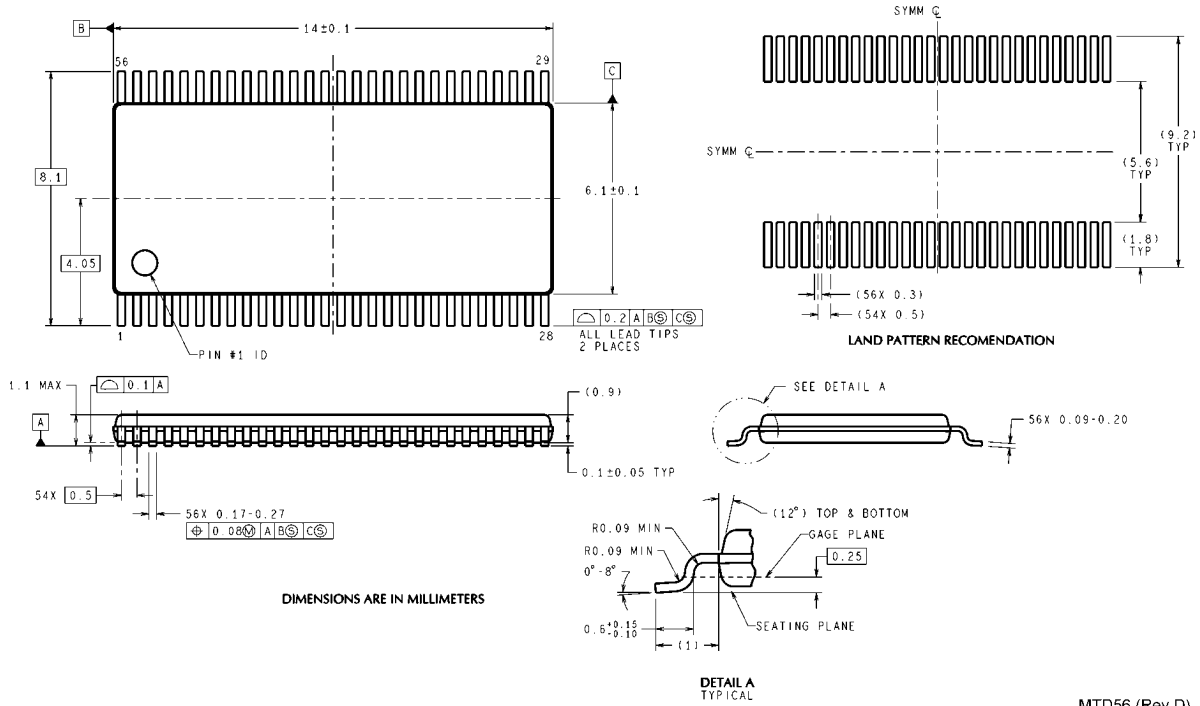 SYMM ℄
B
14±0.1
56
29
C
8.1
4.05
6.1±0.1
SYMM ℄
(9.2)
TYP
(5.6)
TYP
(1.8)
TYP
(56X 0.3)
(54X 0.5)
⌓ 0.2 A BⓈ CⓈ
ALL LEAD TIPS
2 PLACES
1
28
PIN #1 ID
LAND PATTERN RECOMENDATION
1.1 MAX
⌓ 0.1 A
A
(0.9)
0.1±0.05 TYP
54X 0.5
56X 0.17-0.27
⌖ 0.08Ⓜ A BⓈ CⓈ
SEE DETAIL A
56X 0.09-0.20
(12°) TOP & BOTTOM
R0.09 MIN
GAGE PLANE
R0.09 MIN
0.25
0°-8°
DIMENSIONS ARE IN MILLIMETERS
0.6+0.15-0.10
SEATING PLANE
(1)
DETAIL A
TYPICAL
MTD56 (Rev D)